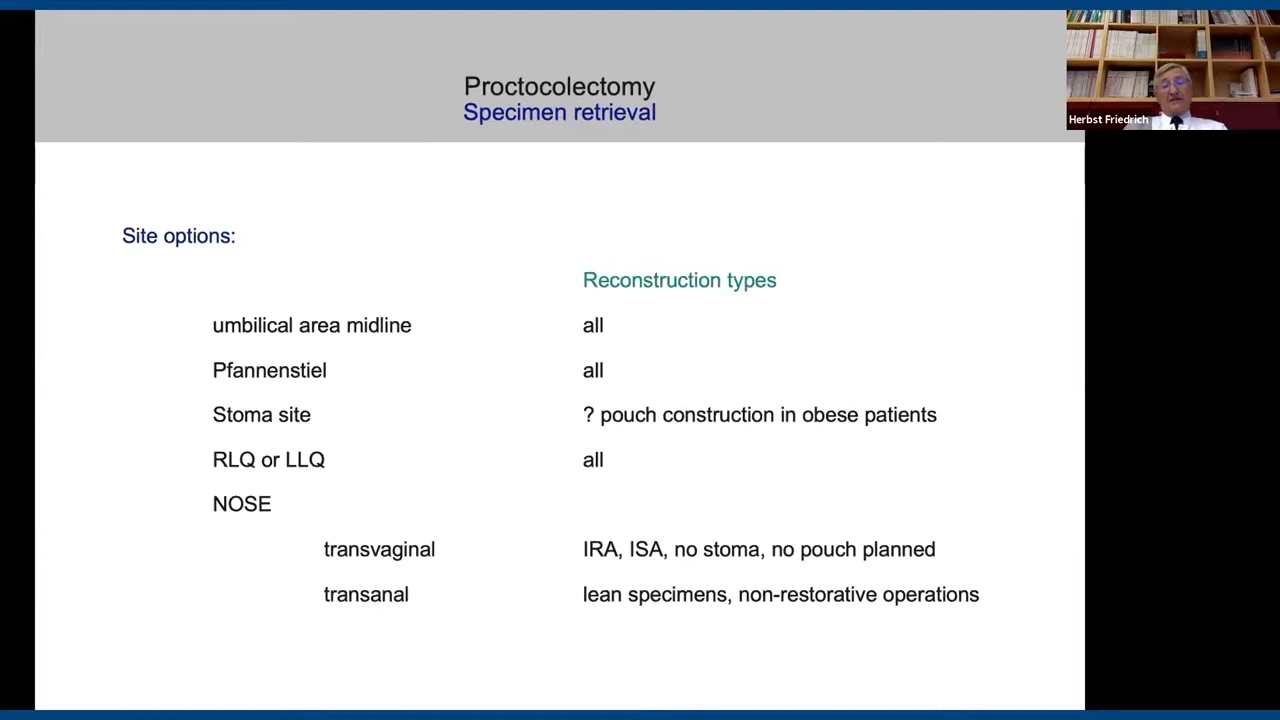 Proctocolectomy
Specimen retrieval
Herbst Friedrich
Site options:
Reconstruction types
umbilical area midline all
Pfannenstiel all
Stoma site ? pouch construction in obese patients
RLQ or LLQ all
NOSE
transvaginal IRA, ISA, no stoma, no pouch planned
transanal lean specimens, non-restorative operations